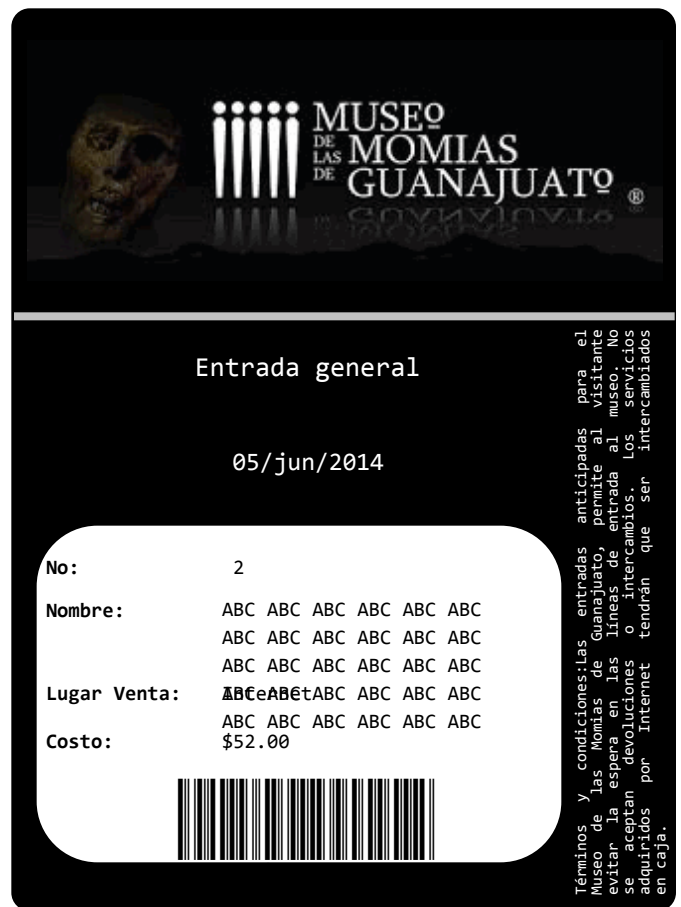 MUSEO
DE LAS DE
MOMIAS
GUANAJUATO ®
Entrada general
05/jun/2014
No: 2
Nombre: ABC ABC ABC ABC ABC ABC
ABC ABC ABC ABC ABC ABC
ABC ABC ABC ABC ABC ABC
Lugar Venta: Internet ABC ABC ABC ABC
ABC ABC ABC ABC ABC ABC
Costo: $52.00
Términos y condiciones:Las entradas anticipadas para el
Museo de las Momias de Guanajuato, permite al visitante
evitar la espera en las líneas de entrada al museo. No
se aceptan devoluciones o intercambios. Los servicios
adquiridos por Internet tendrán que ser intercambiados
en caja.